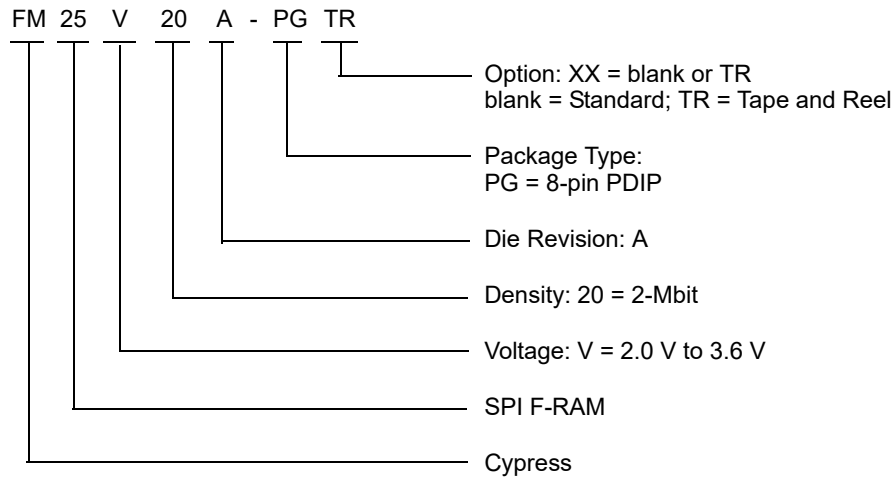 FM 25 V 20 A - PG TR
Option: XX = blank or TR
blank = Standard; TR = Tape and Reel
Package Type:
PG = 8-pin PDIP
Die Revision: A
Density: 20 = 2-Mbit
Voltage: V = 2.0 V to 3.6 V
SPI F-RAM
Cypress